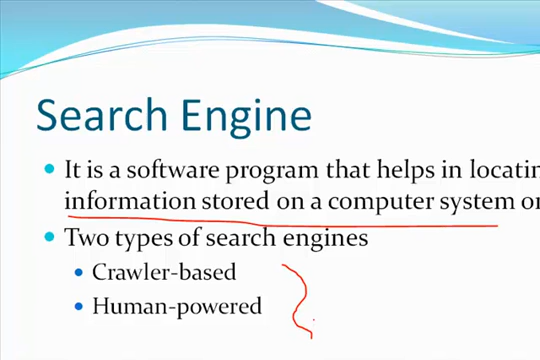 Search Engine
It is a software program that helps in locatin
information stored on a computer system o
Two types of search engines
Crawler-based
Human-powered